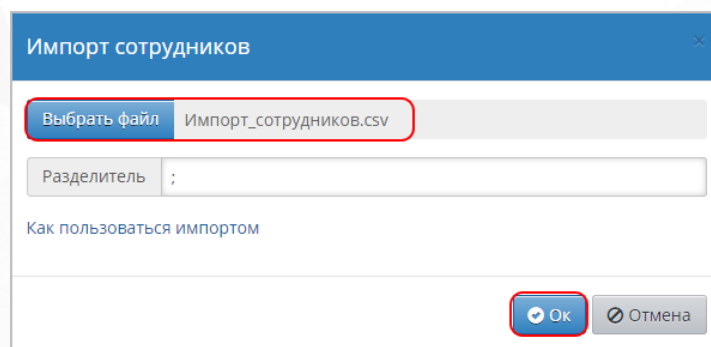 Импорт сотрудников
Выбрать файл Импорт_сотрудников.csv
Разделитель ;
Как пользоваться импортом
Ок Отмена